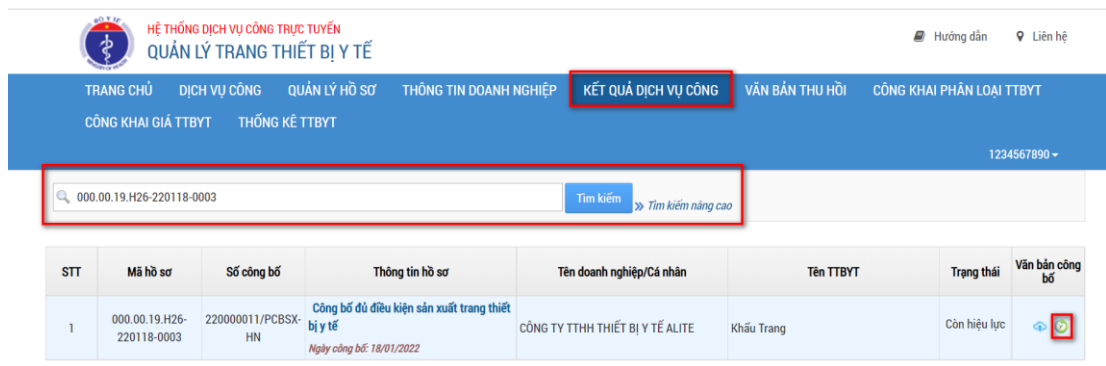 HỆ THỐNG DỊCH VỤ CÔNG TRỰC TUYẾN
QUẢN LÝ TRANG THIẾT BỊ Y TẾ
Hướng dẫn Liên hệ
TRANG CHỦ DỊCH VỤ CÔNG QUẢN LÝ HỒ SƠ THÔNG TIN DOANH NGHIỆP KẾT QUẢ DỊCH VỤ CÔNG VĂN BẢN THU HỒI CÔNG KHAI PHÂN LOẠI TTBYT
CÔNG KHAI GIÁ TTBYT THỐNG KÊ TTBYT
1234567890
000.00.19.H26-220118-0003 Tìm kiếm Tìm kiếm nâng cao
STT Mã hồ sơ Số công bố Thông tin hồ sơ Tên doanh nghiệp/Cá nhân Tên TTBYT Trạng thái Văn bản công
bố
1 000.00.19.H26-
220118-0003
220000011/PCBSX-
HN
Công bố đủ điều kiện sản xuất trang thiết
bị y tế
Ngày công bố: 18/01/2022
CÔNG TY TTHH THIẾT BỊ Y TẾ ALITE Khẩu Trang Còn hiệu lực